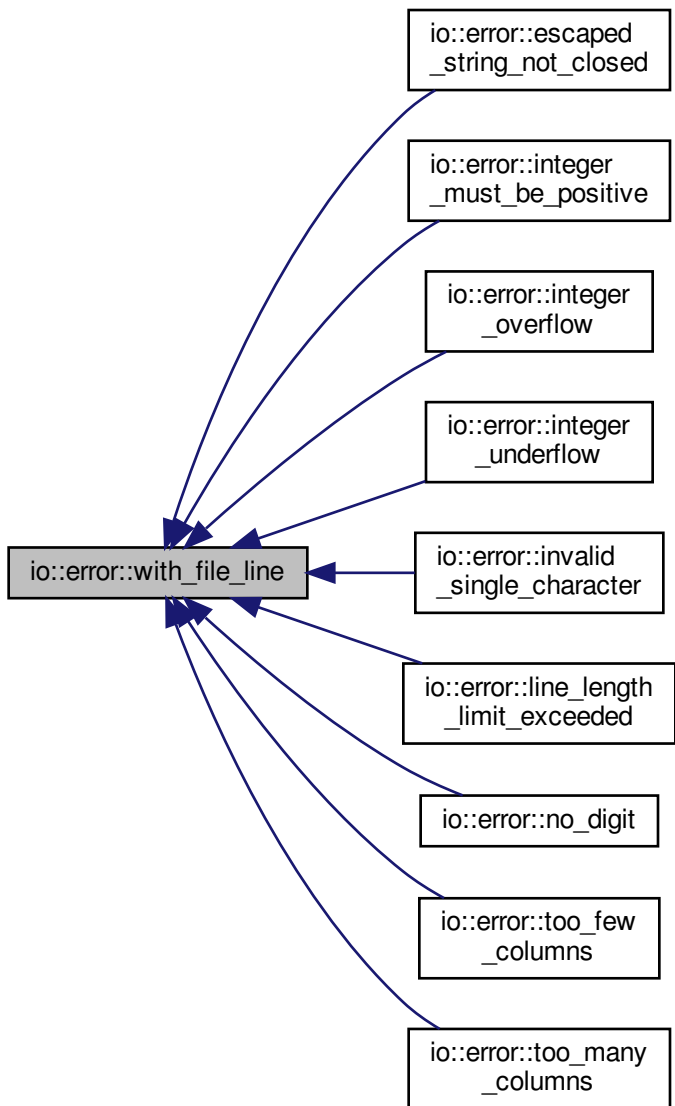 io::error::escaped
_string_not_closed
io::error::integer
_must_be_positive
io::error::integer
_overflow
io::error::integer
_underflow
io::error::with_file_line
io::error::invalid
_single_character
io::error::line_length
_limit_exceeded
io::error::no_digit
io::error::too_few
_columns
io::error::too_many
_columns